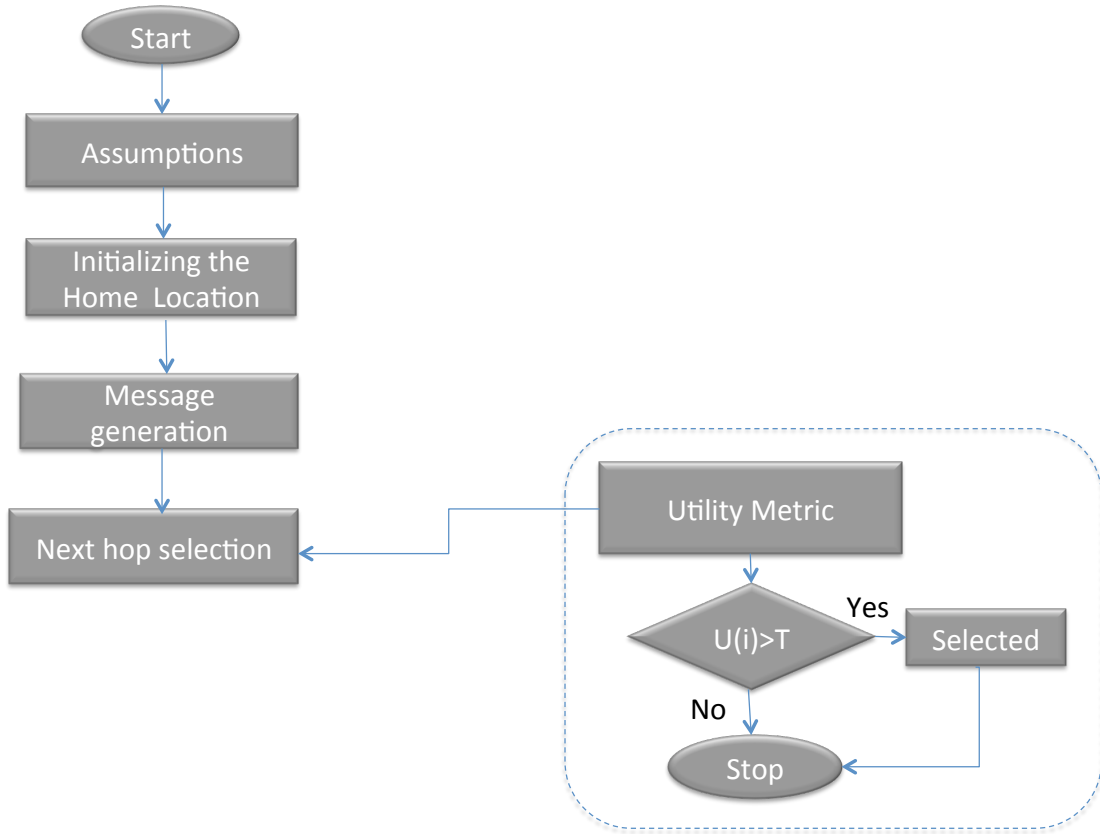 Start
Assumptions
Initializing the
Home Location
Message
generation
Next hop selection
Utility Metric
U(i)>T
Yes
Selected
No
Stop